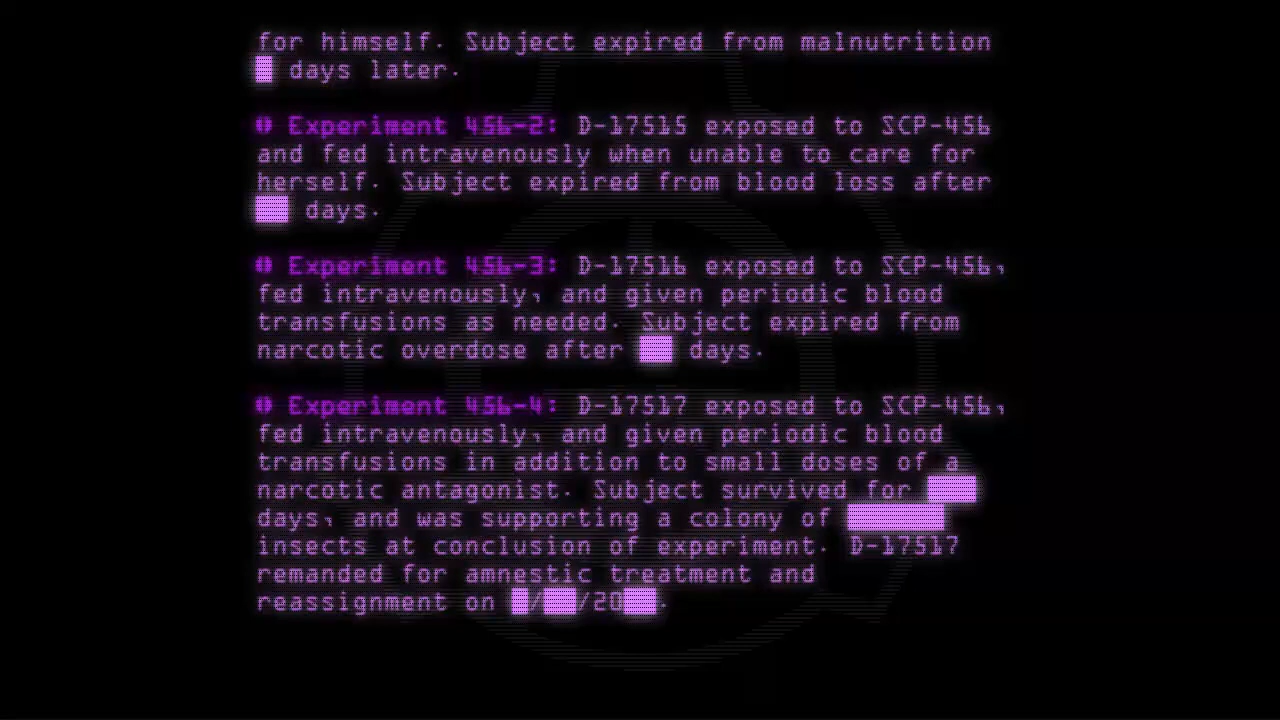 for himself. Subject expired from malnutrition
█ days later.
Experiment 456-2: D-17515 exposed to SCP-456
and fed intravenously when unable to care for
herself. Subject expired from blood loss after
██ days.
Experiment 456-3: D-17516 exposed to SCP-456,
fed intravenously, and given periodic blood
transfusions as needed. Subject expired from
narcotic overdose after ██ days.
Experiment 456-4: D-17517 exposed to SCP-456,
fed intravenously, and given periodic blood
transfusions in addition to small doses of a
narcotic antagonist. Subject survived for ███
days, and was supporting a colony of ██████
insects at conclusion of experiment. D-17517
remanded for amnestic treatment and
reassignment on █/██/20██.